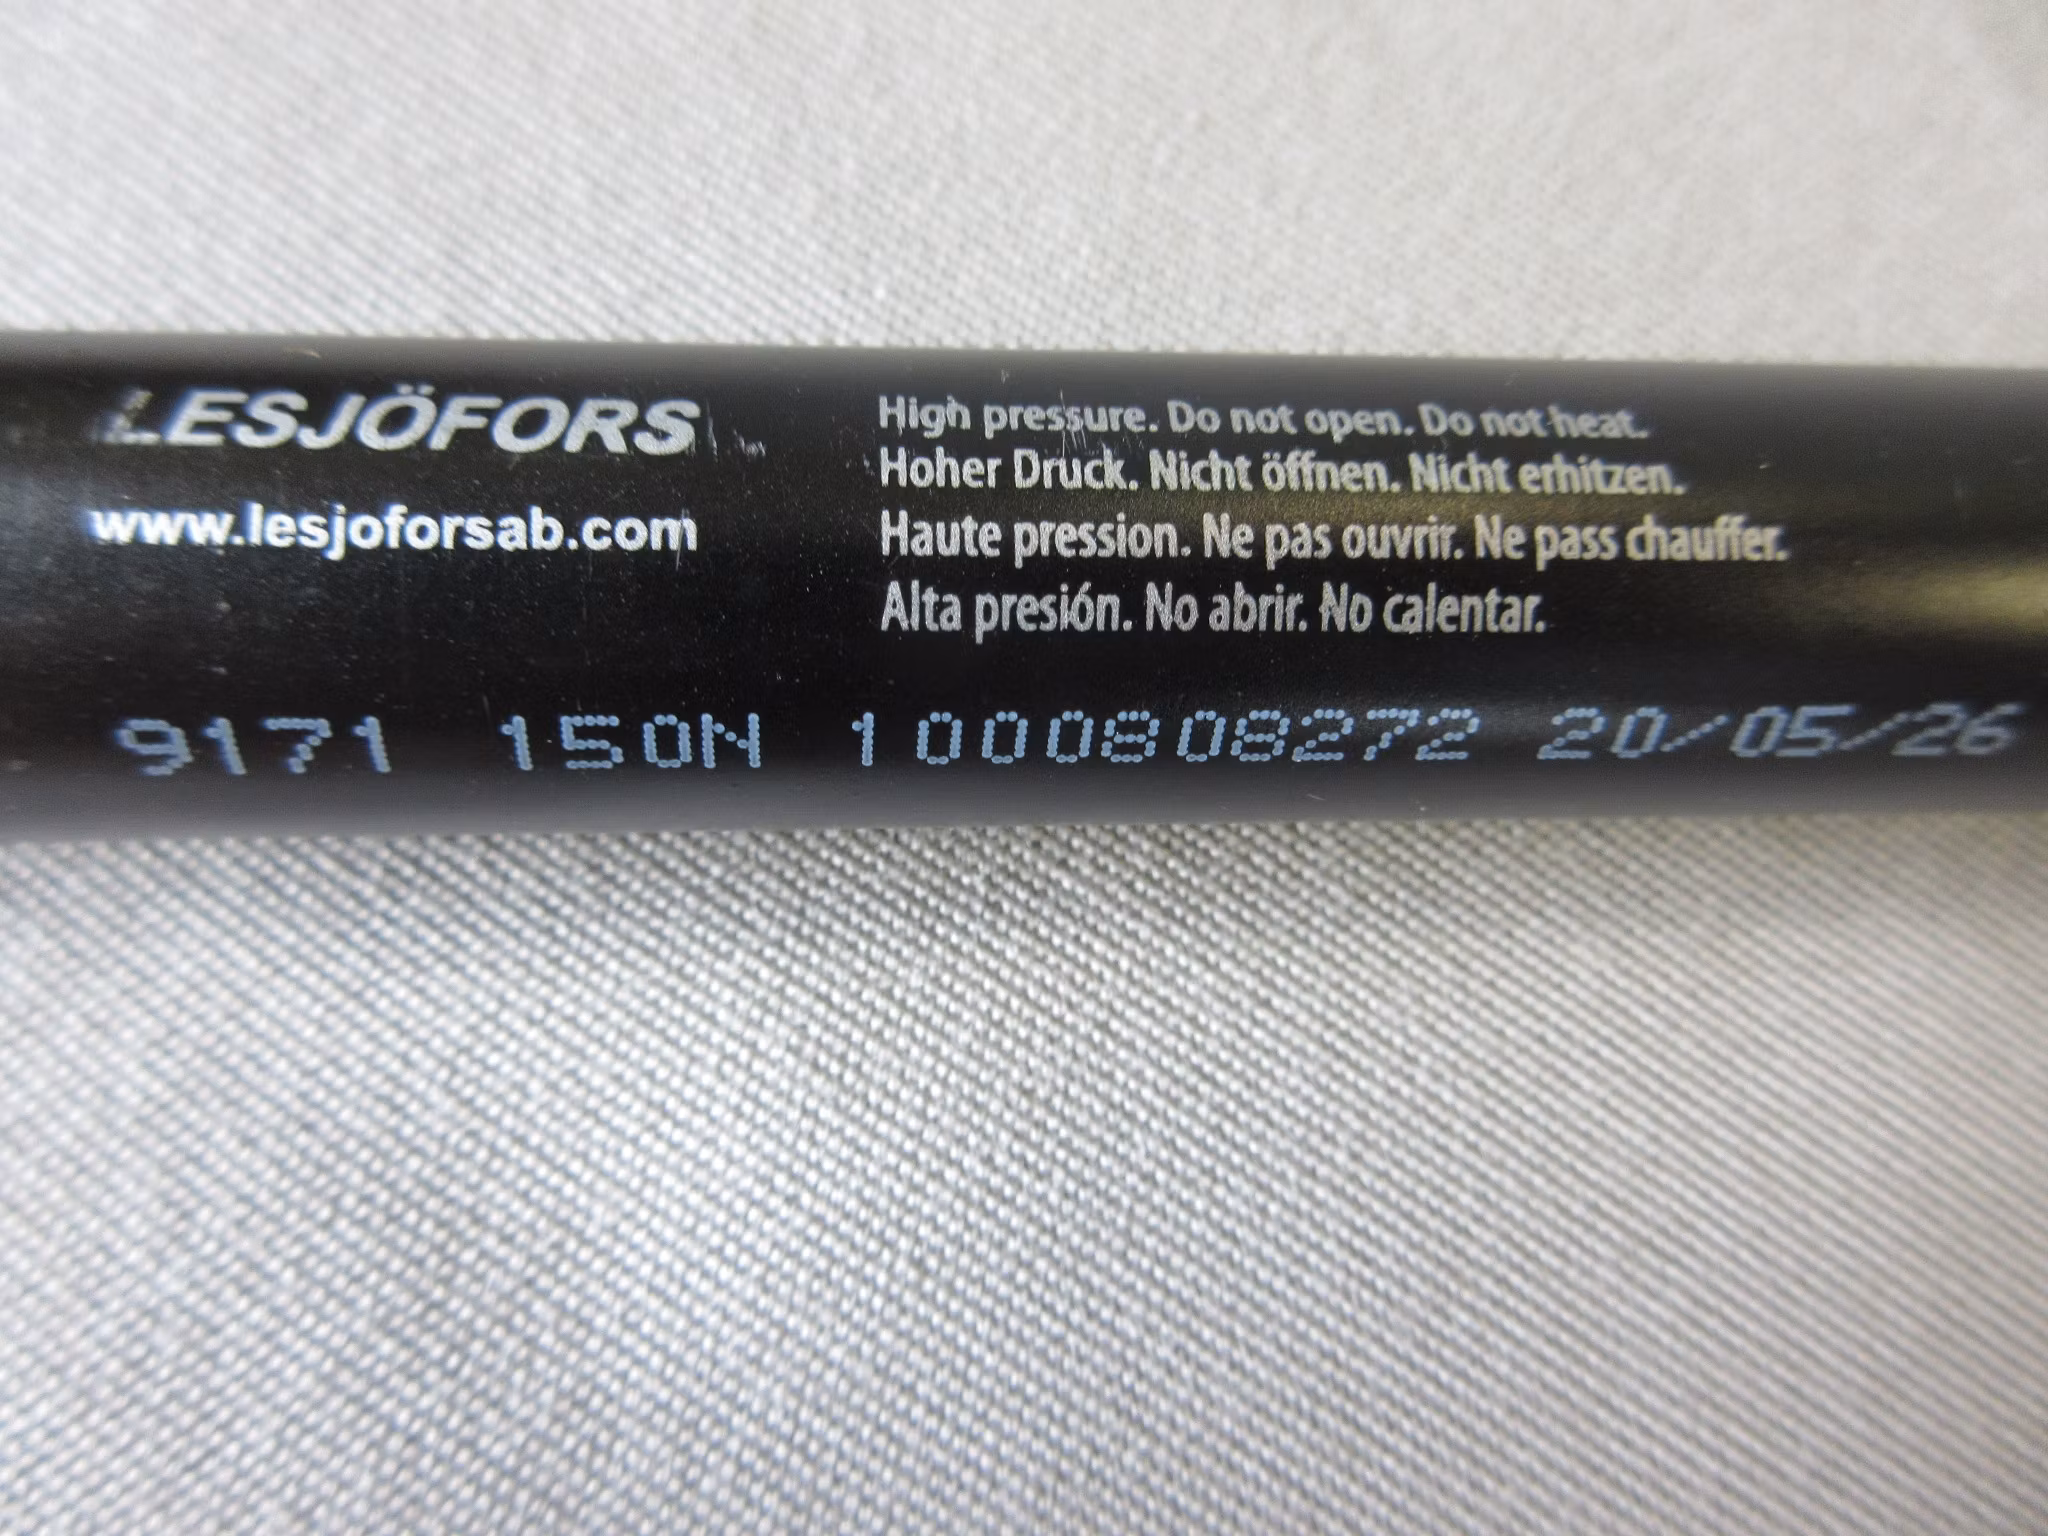 LESJÖFORS
www.lesjoforsab.com
High pressure. Do not open. Do not heat.
Hoher Druck. Nicht öffnen. Nicht erhitzen.
Haute pression. Ne pas ouvrir. Ne pass chauffer.
Alta presión. No abrir. No calentar.
9171 150N 1000808272 20/05/26